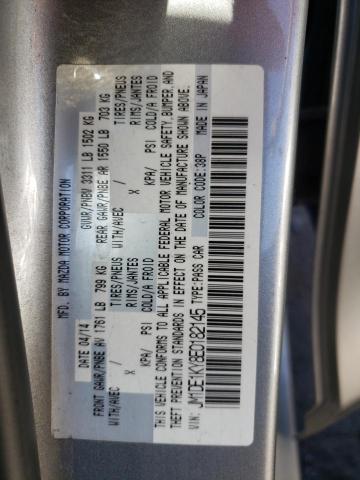 MFD. BY MAZDA MOTOR CORPORATION
DATE 04/14 GVWR/PNBV 3311 LB 1502 KG
FRONT GAWR/PNBE AV 1761 LB 799 KG REAR GAWR/PNBE AR 1550 LB 703 KG
WITH/AVEC / TIRES/PNEUS WITH/AVEC / TIRES/PNEUS
X RIMS/JANTES X RIMS/JANTES
KPA/ PSI COLD/A FROID KPA/ PSI COLD/A FROID
THIS VEHICLE CONFORMS TO ALL APPLICABLE FEDERAL MOTOR VEHICLE SAFETY, BUMPER, AND
THEFT PREVENTION STANDARDS IN EFFECT ON THE DATE OF MANUFACTURE SHOWN ABOVE.
VIN: JM1DE1KY8E0182145 TYPE:PASS CAR COLOR CODE:38P MADE IN JAPAN